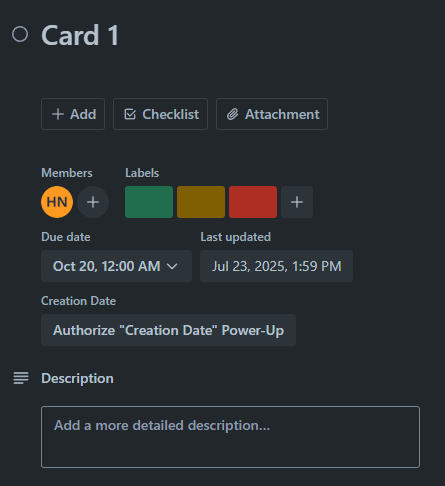 Card 1
Add Checklist Attachment
Members Labels
HN
Due date Last updated
Oct 20, 12:00 AM Jul 23, 2025, 1:59 PM
Creation Date
Authorize "Creation Date" Power-Up
Description
Add a more detailed description...